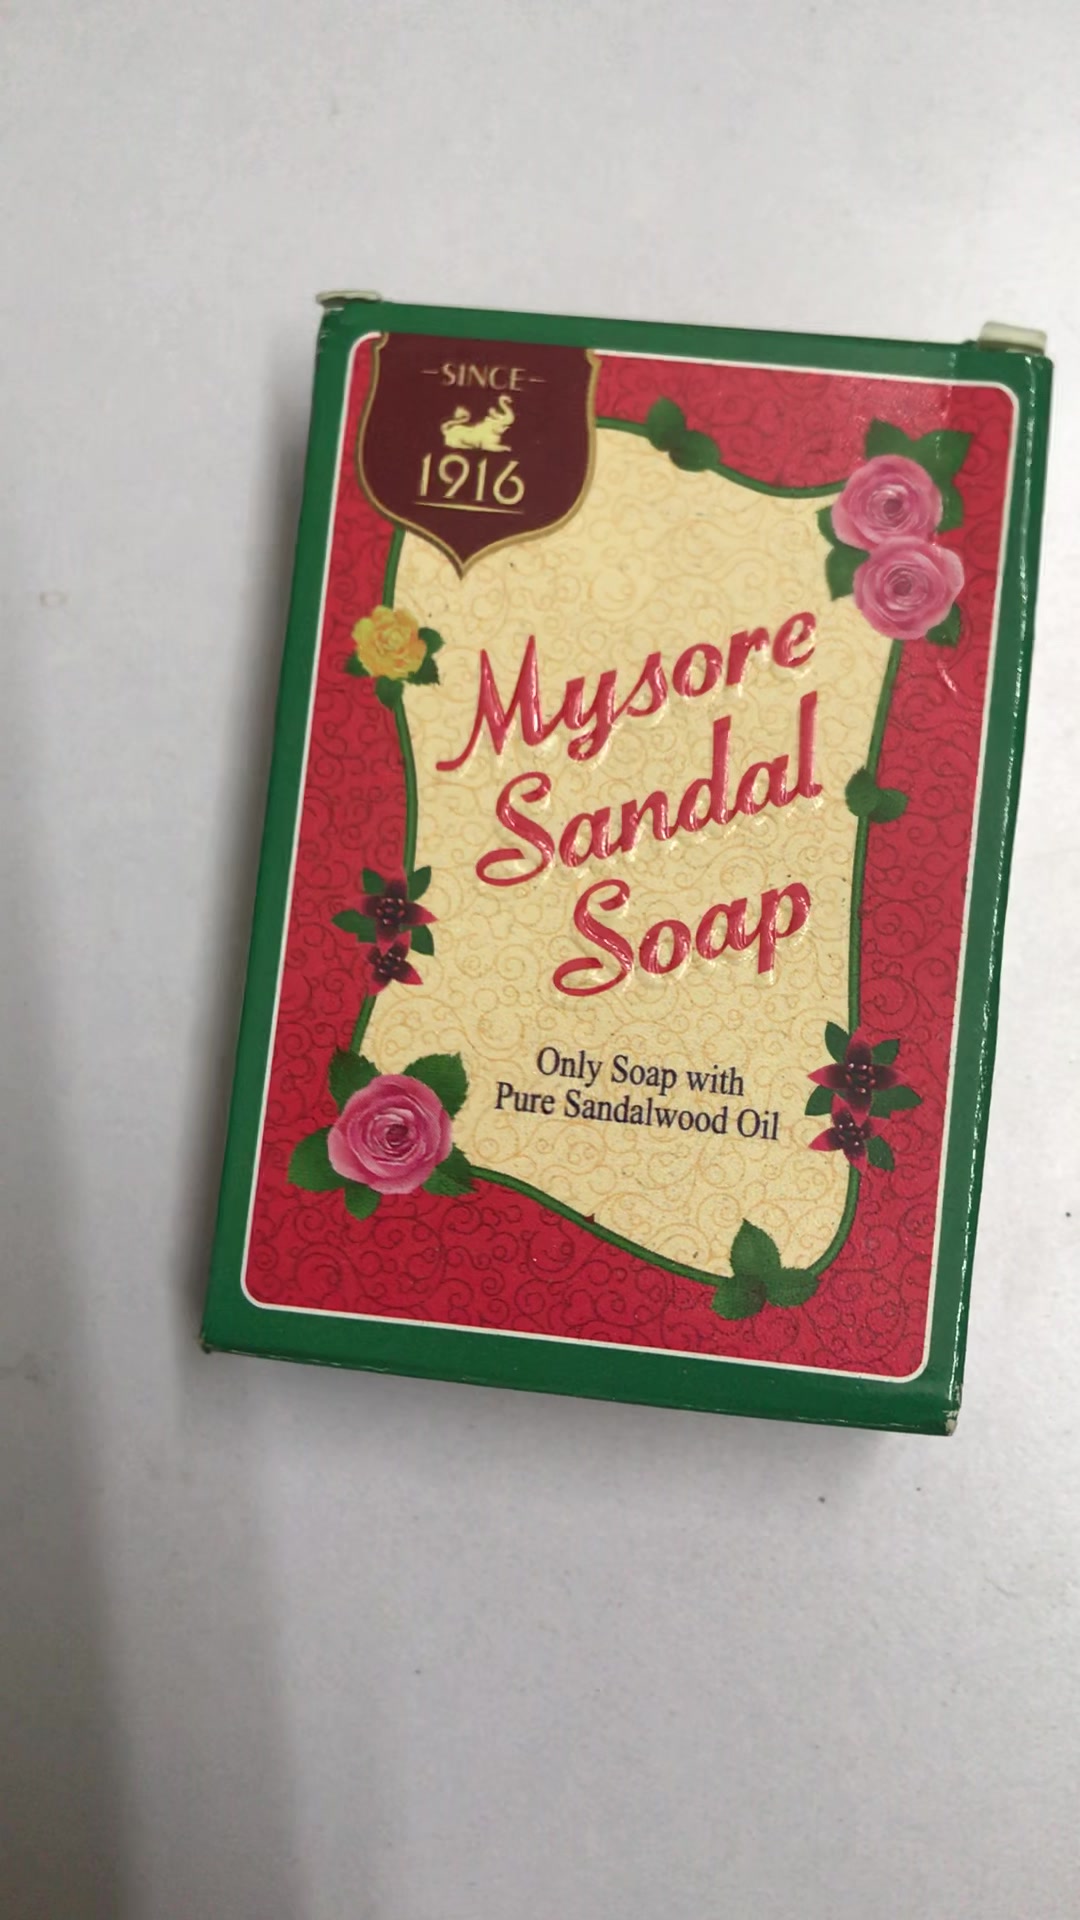 -SINCE-
1916
Mysore
Sandal
Soap
Only Soap with
Pure Sandalwood Oil